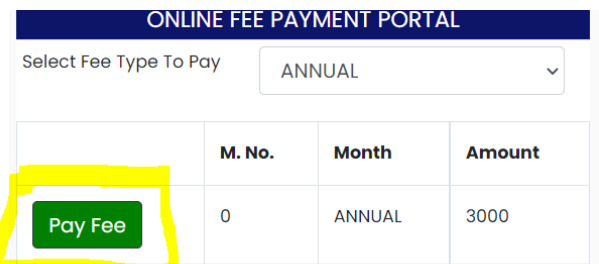 ONLINE FEE PAYMENT PORTAL
Select Fee Type To Pay ANNUAL
M. No. Month Amount
Pay Fee 0 ANNUAL 3000